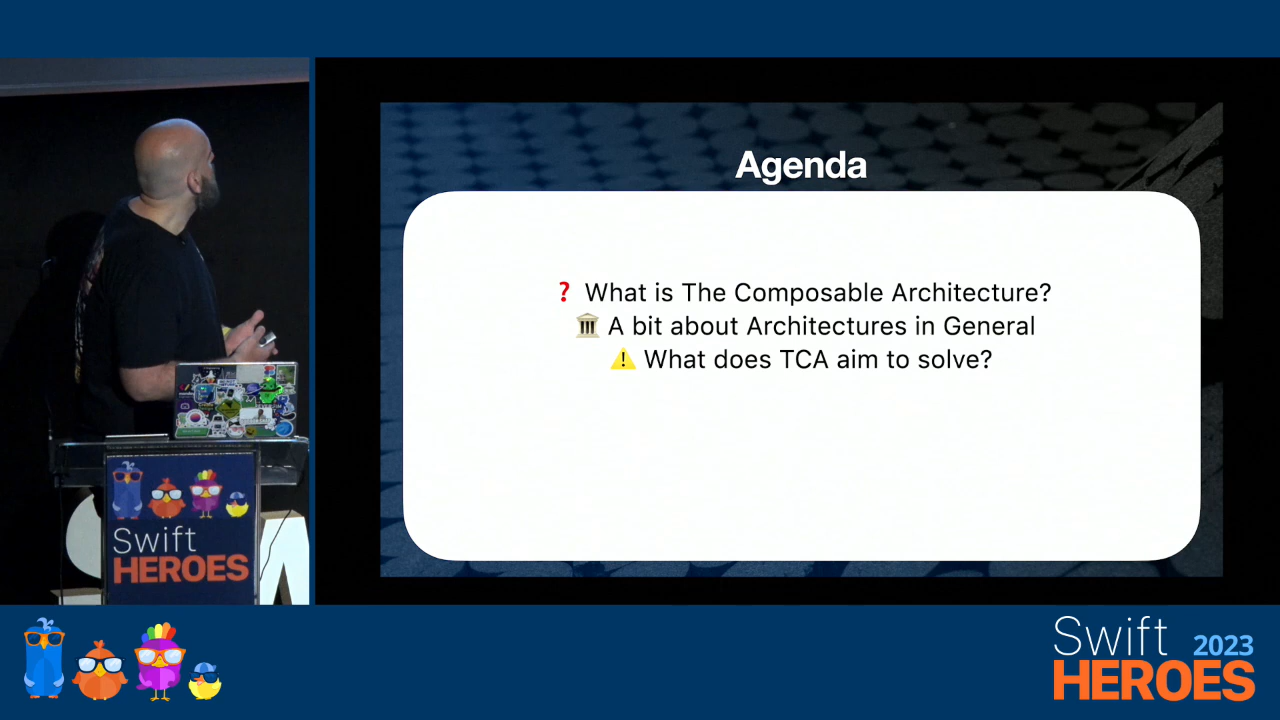 Agenda
❓ What is The Composable Architecture?
🏛️ A bit about Architectures in General
⚠️ What does TCA aim to solve?
Swift
HEROES
Swift 2023
HEROES